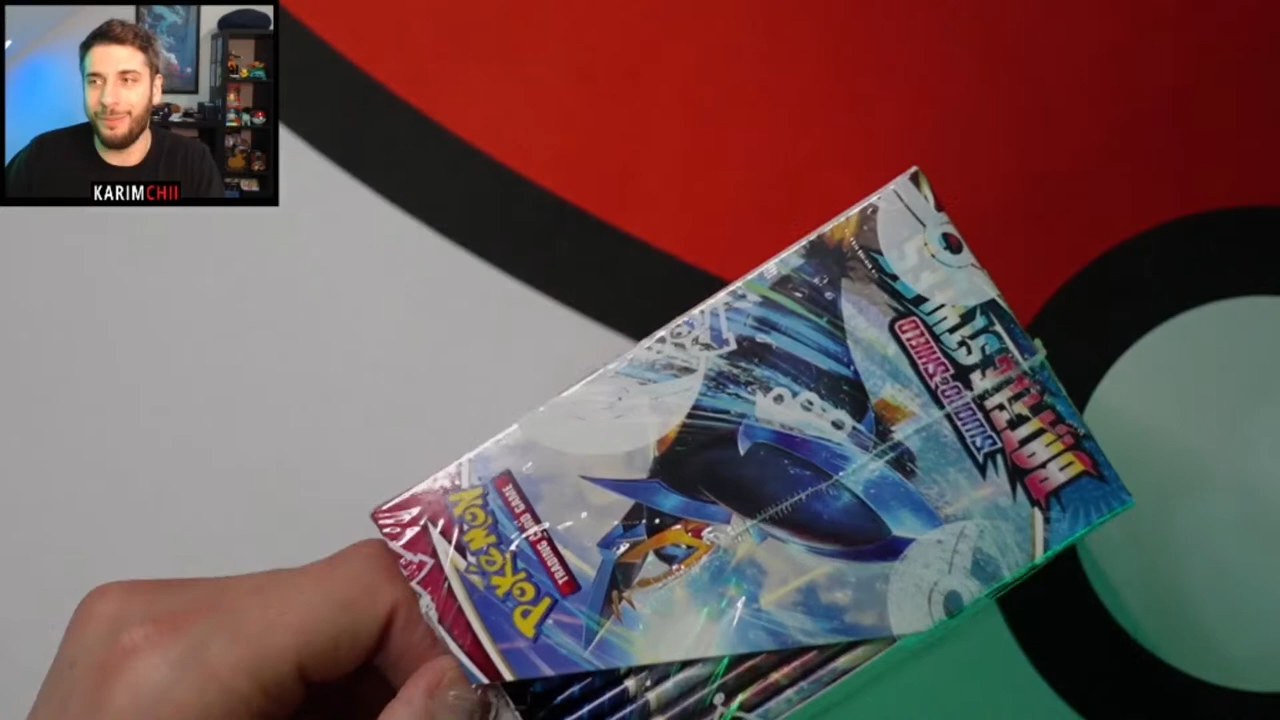 KARIMCHII
BATTLE STYLES
SWORD & SHIELD
TRADING CARD GAME
POKéMON